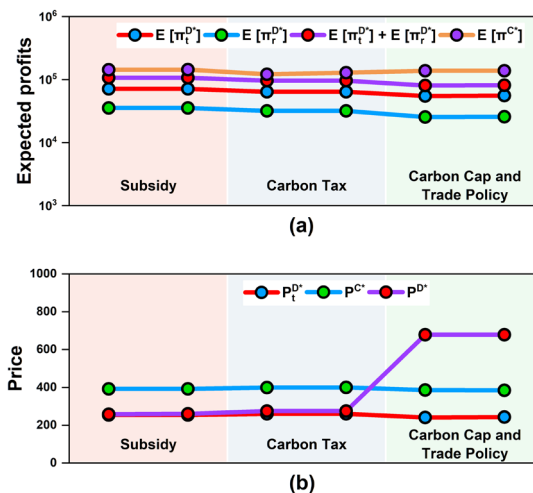 10⁶
E [π_t^{D*}] E [π_r^{D*}] E [π_t^{D*}] + E [π_r^{D*}] E [π^{C*}]
10⁵
10⁴
10³
Expected profits
Subsidy
Carbon Tax
Carbon Cap and
Trade Policy
(a)
1000
P_t^{D*} P^{C*} P^{D*}
800
600
400
200
0
Price
Subsidy
Carbon Tax
Carbon Cap and
Trade Policy
(b)